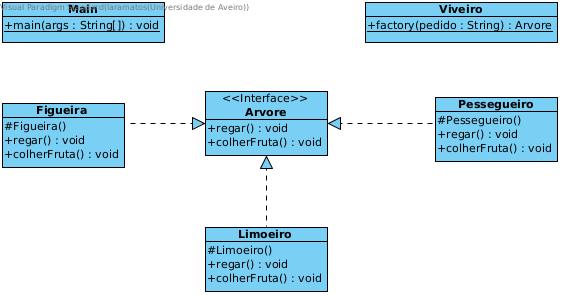 Visual Paradigm Standard(laramatos(Universidade de Aveiro))
Main
+main(args : String[]) : void
Viveiro
+factory(pedido : String) : Arvore
<<Interface>>
Arvore
+regar() : void
+colherFruta() : void
Figueira
#Figueira()
+regar() : void
+colherFruta() : void
Pessegueiro
#Pessegueiro()
+regar() : void
+colherFruta() : void
Limoeiro
#Limoeiro()
+regar() : void
+colherFruta() : void